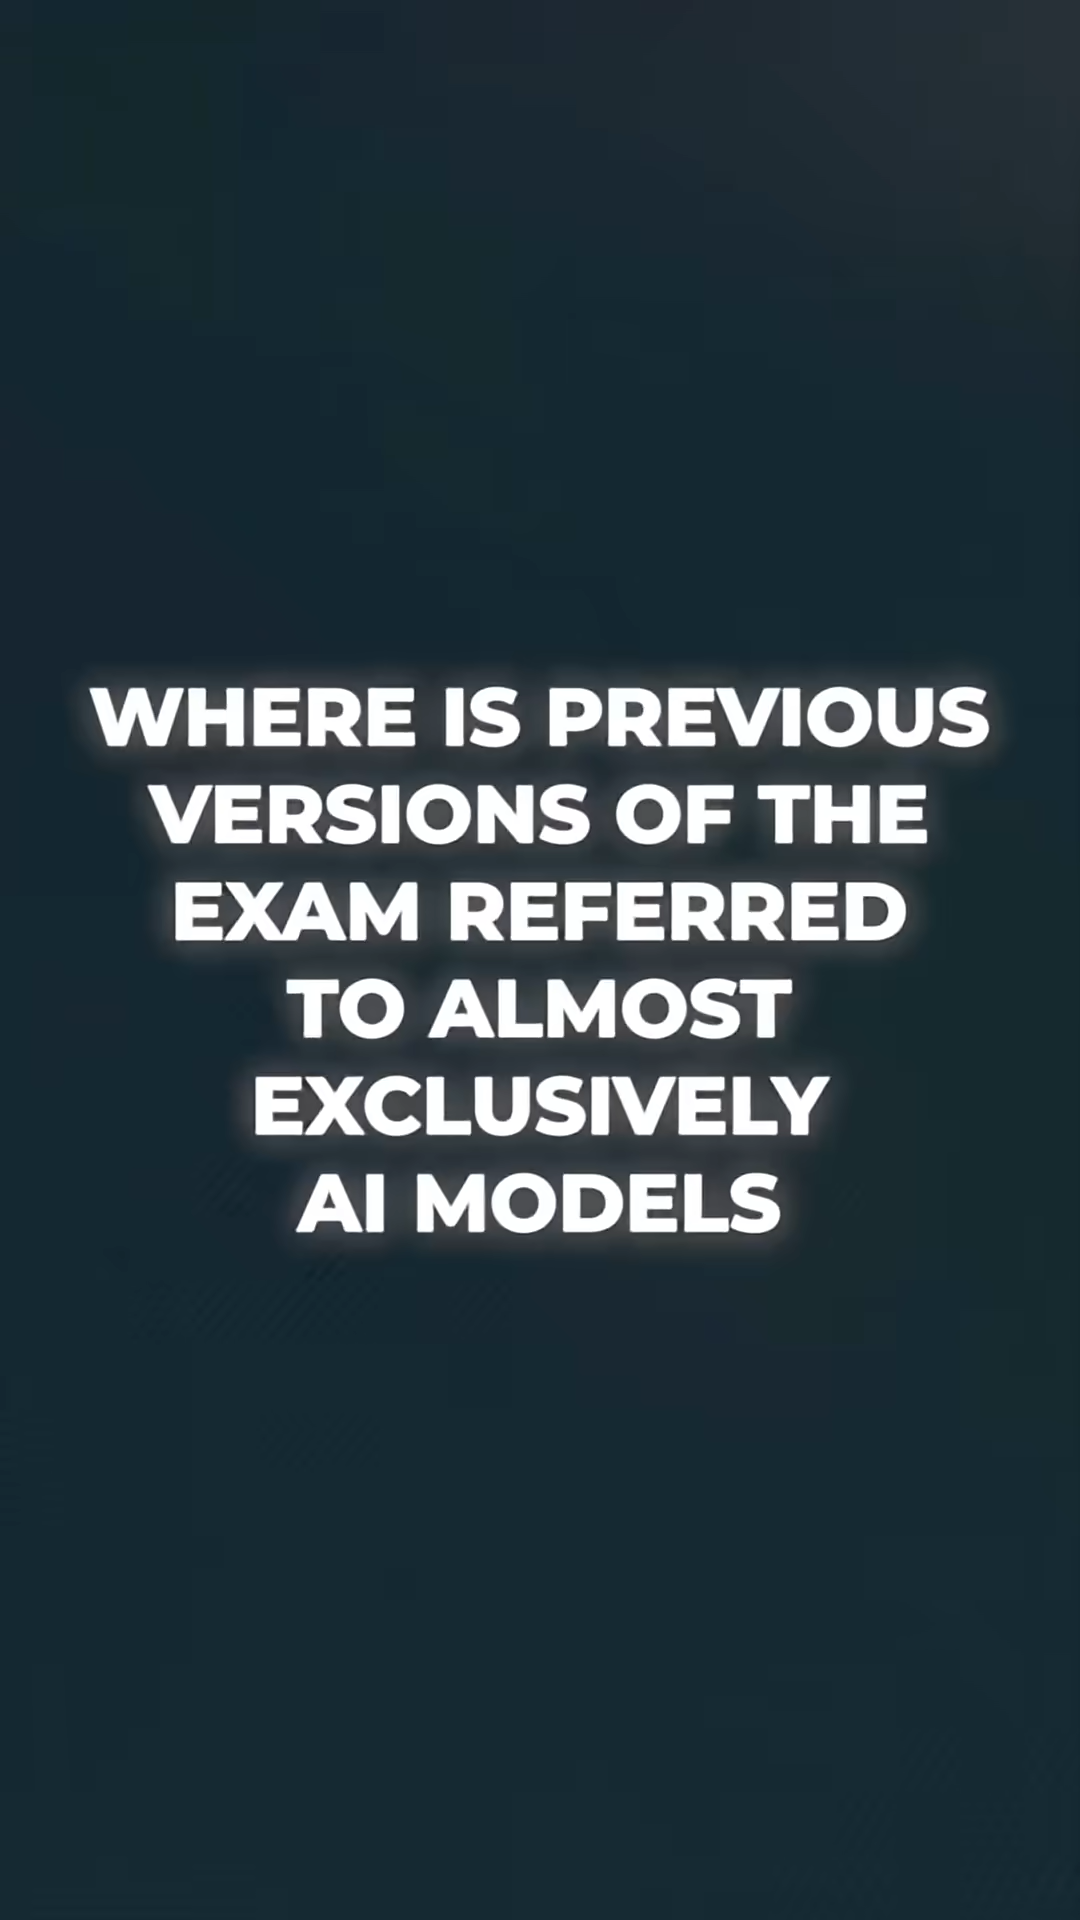 WHERE IS PREVIOUS
VERSIONS OF THE
EXAM REFERRED
TO ALMOST
EXCLUSIVELY
AI MODELS